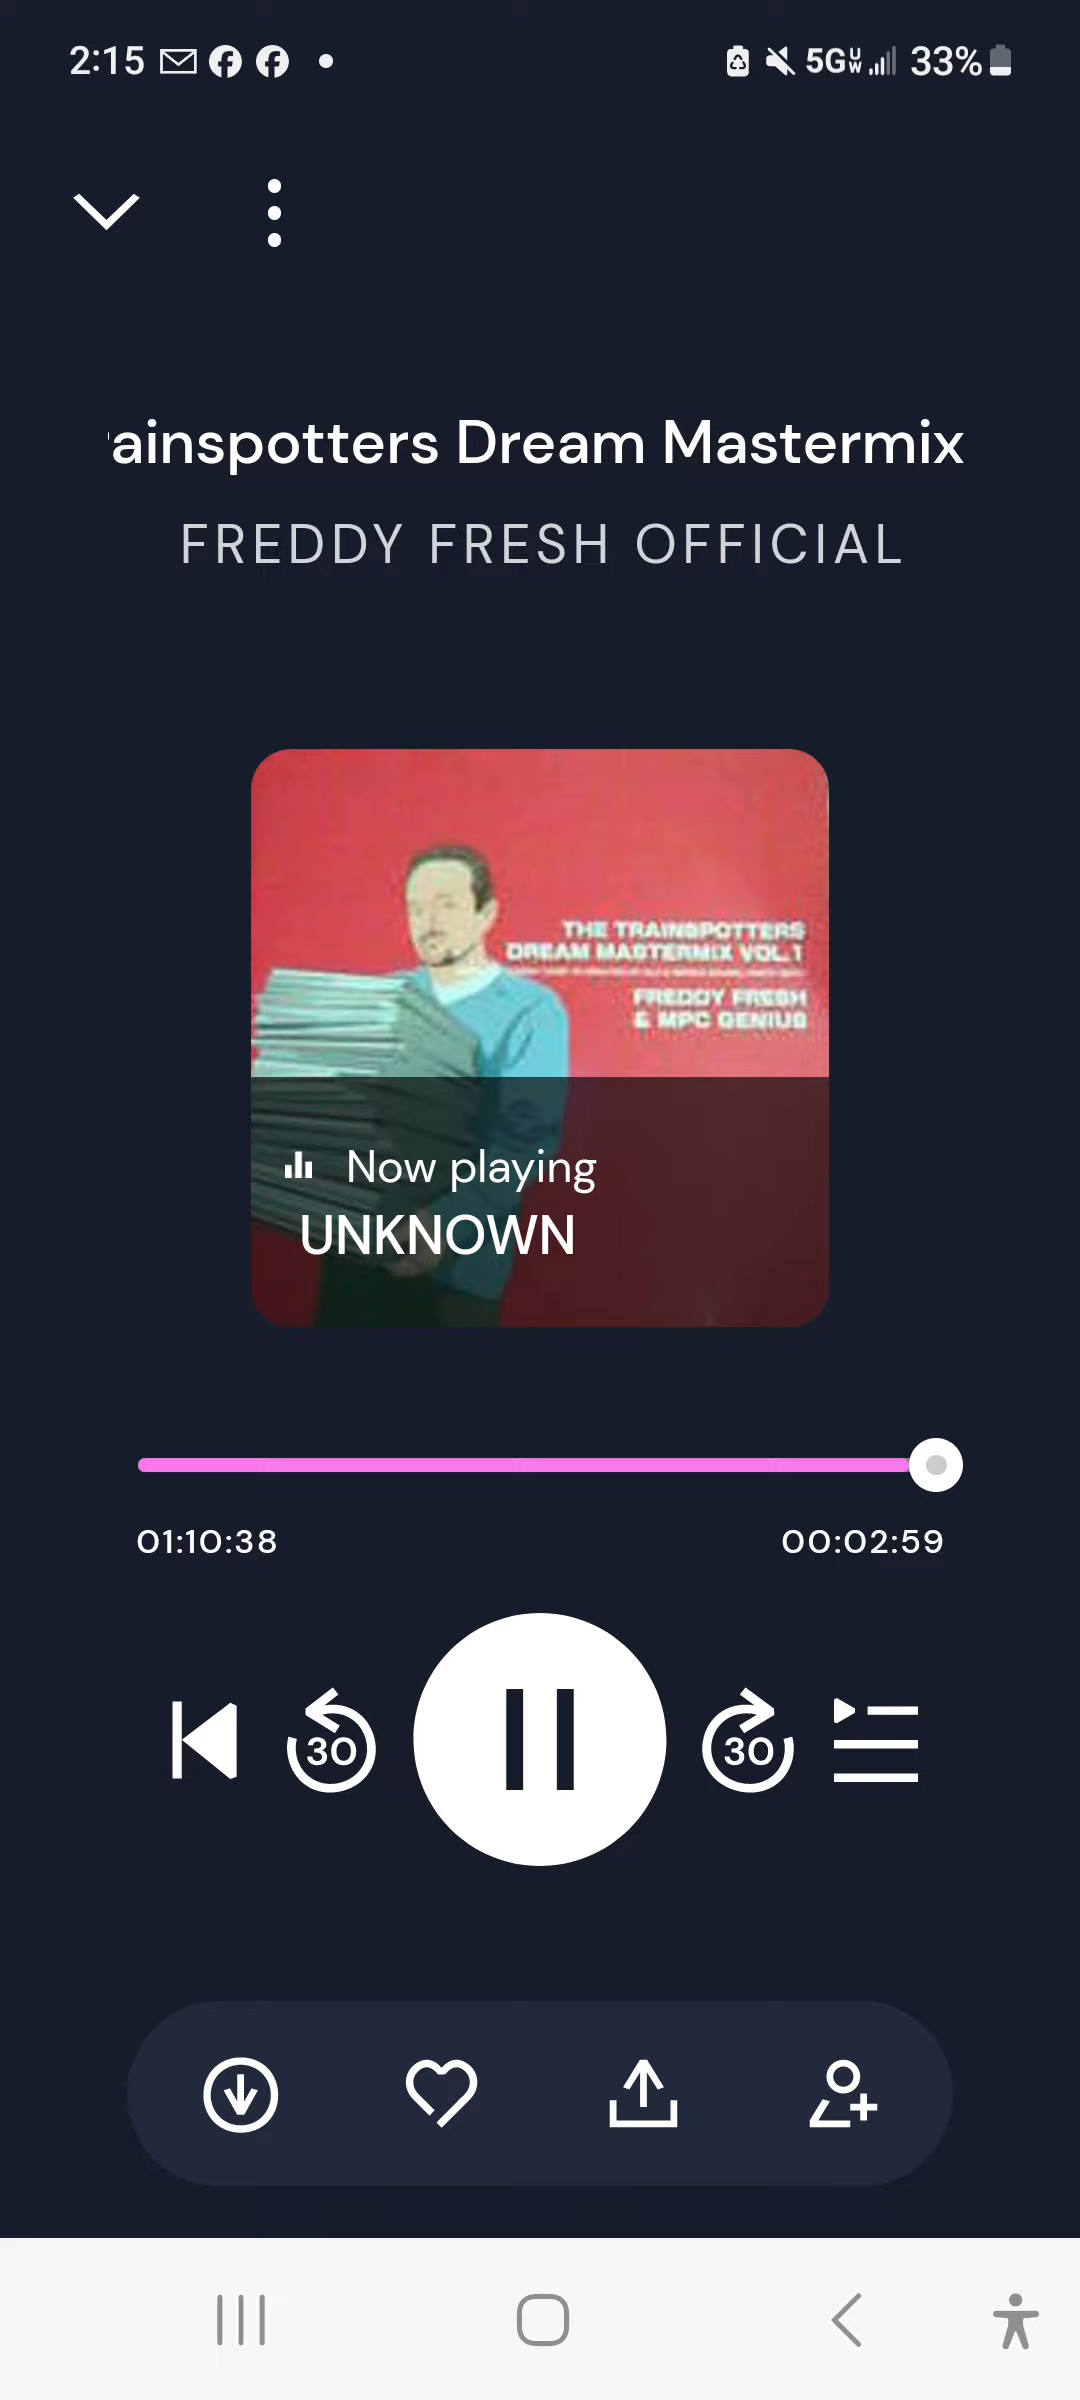 2:15 5G UW 33%
ainspotters Dream Mastermix
FREDDY FRESH OFFICIAL
THE TRAINSPOTTERS
DREAM MASTERMIX VOL.1
FREDDY FRESH
& MPC GENIUS
Now playing
UNKNOWN
01:10:38 00:02:59
30 30